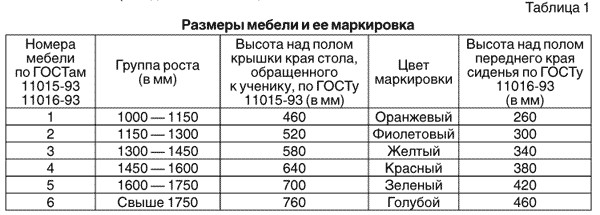 Таблица 1
Размеры мебели и ее маркировка
Номера мебели по ГОСТам 11015-93 11016-93 | Группа роста (в мм) | Высота над полом крышки края стола, обращенного к ученику, по ГОСТу 11015-93 (в мм) | Цвет маркировки | Высота над полом переднего края сиденья по ГОСТу 11016-93 (в мм)
1 | 1000 — 1150 | 460 | Оранжевый | 260
2 | 1150 — 1300 | 520 | Фиолетовый | 300
3 | 1300 — 1450 | 580 | Желтый | 340
4 | 1450 — 1600 | 640 | Красный | 380
5 | 1600 — 1750 | 700 | Зеленый | 420
6 | Свыше 1750 | 760 | Голубой | 460